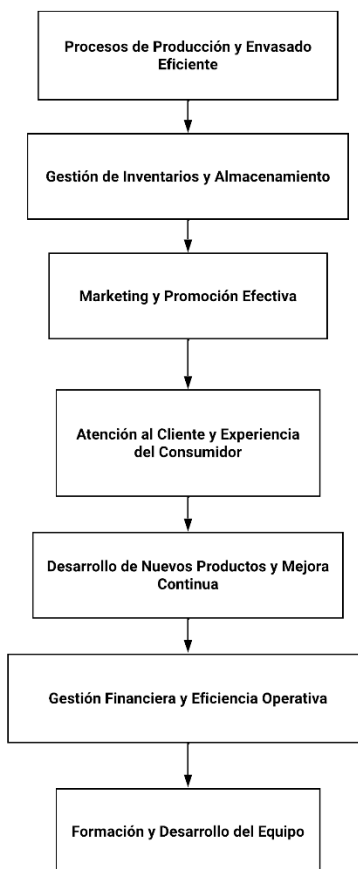 Procesos de Producción y Envasado
Eficiente
Gestión de Inventarios y Almacenamiento
Marketing y Promoción Efectiva
Atención al Cliente y Experiencia
del Consumidor
Desarrollo de Nuevos Productos y Mejora
Continua
Gestión Financiera y Eficiencia Operativa
Formación y Desarrollo del Equipo